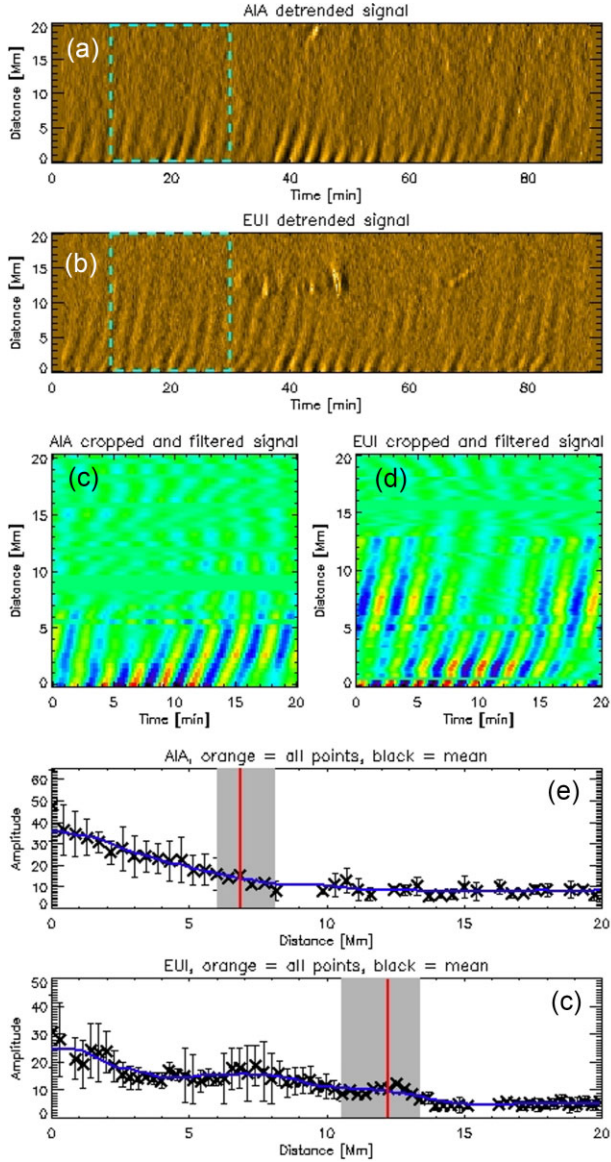 AIA detrended signal
(a)
Distance [Mm]
20
15
10
5
0
0 20 40 60 80
Time [min]
EUI detrended signal
(b)
Distance [Mm]
20
15
10
5
0
0 20 40 60 80
Time [min]
AIA cropped and filtered signal
(c)
Distance [Mm]
20
15
10
5
0
0 5 10 15 20
Time [min]
EUI cropped and filtered signal
(d)
Distance [Mm]
20
15
10
5
0
0 5 10 15 20
Time [min]
AIA, orange = all points, black = mean
(e)
Amplitude
60
50
40
30
20
10
0
0 5 10 15 20
Distance [Mm]
EUI, orange = all points, black = mean
(c)
Amplitude
50
40
30
20
10
0
0 5 10 15 20
Distance [Mm]